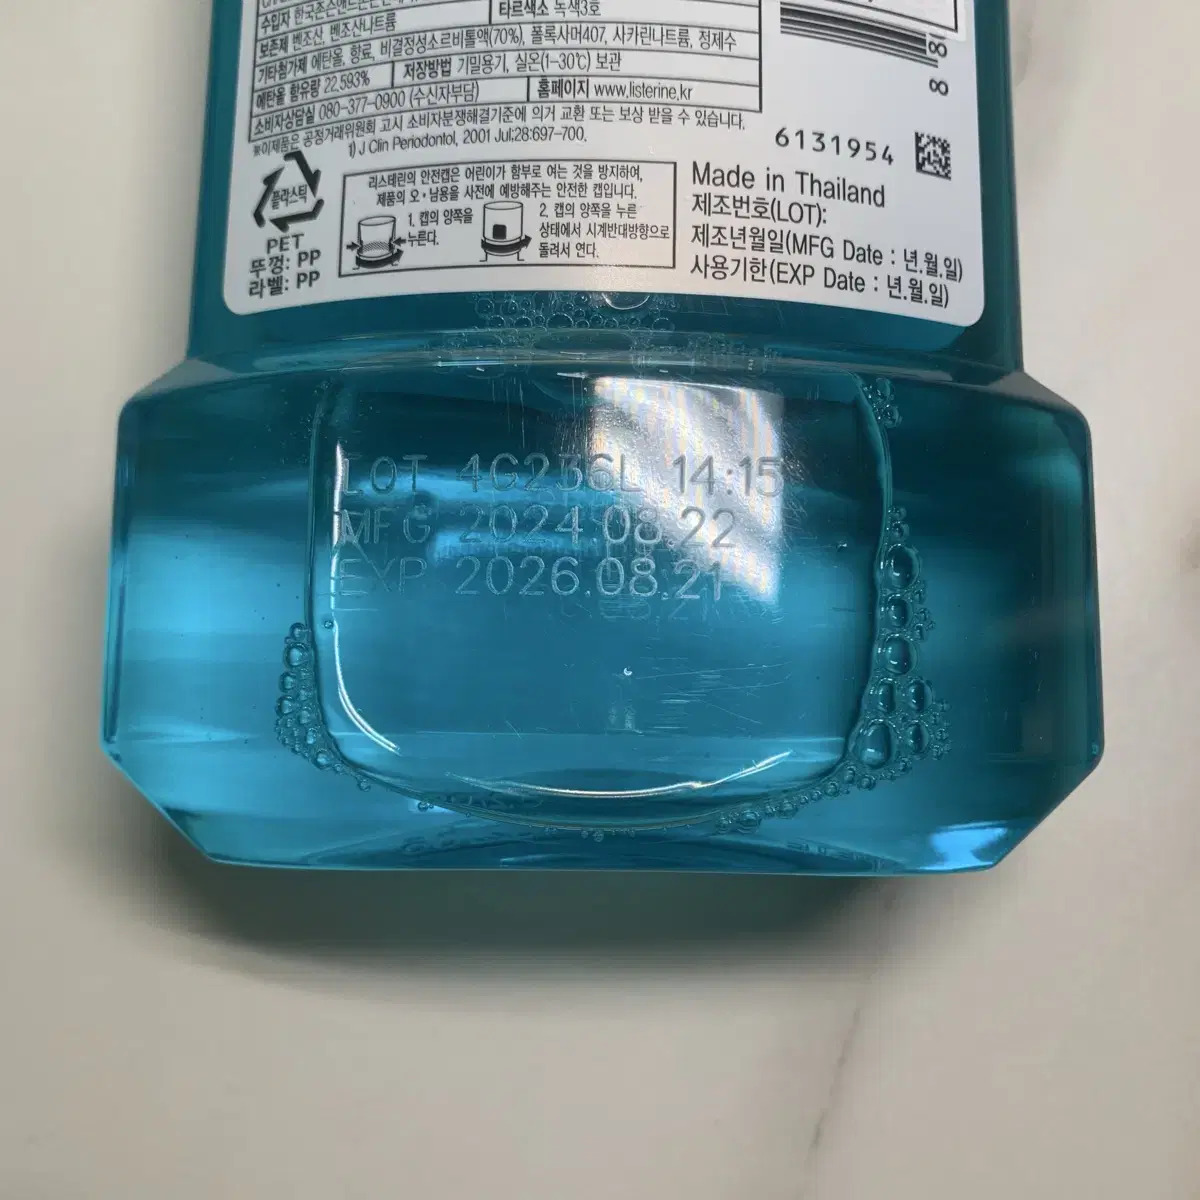 수입자 한국존슨앤드존슨
타르색소 녹색3호
보존제 벤조산, 벤조산나트륨
기타첨가제 에탄올, 향료, 비결정성소르비톨액(70%), 폴록사머407, 사카린나트륨, 정제수
에탄올 함유량 22.593%
저장방법 기밀용기, 실온(1-30℃) 보관
소비자상담실 080-377-0900 (수신자부담)
홈페이지 www.listerine.kr
※이제품은 공정거래위원회 고시 소비자분쟁해결기준에 의거 교환 또는 보상 받을 수 있습니다.
1) J Clin Periodontol, 2001 Jul;28:697-700.
플라스틱
PET
뚜껑: PP
라벨: PP
리스테린의 안전캡은 어린이가 함부로 여는 것을 방지하여,
제품의 오·남용을 사전에 예방해주는 안전한 캡입니다.
1. 캡의 양쪽을
누른다.
2. 캡의 양쪽을 누른
상태에서 시계반대방향으로
돌려서 연다.
6131954
Made in Thailand
제조번호(LOT):
제조년월일(MFG Date : 년.월.일)
사용기한(EXP Date : 년.월.일)
LOT 4G236L 14:15
MFG 2024.08.22
EXP 2026.08.21